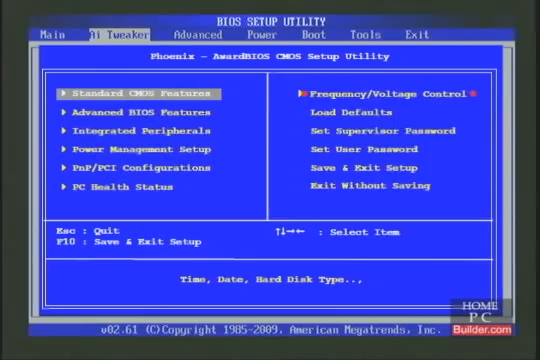 BIOS SETUP UTILITY
Main Ai Tweaker Advanced Power Boot Tools Exit
Phoenix - AwardBIOS CMOS Setup Utility
Standard CMOS Features
Advanced BIOS Features
Integrated Peripherals
Power Management Setup
PnP/PCI Configurations
PC Health Status
Frequency/Voltage Control
Load Defaults
Set Supervisor Password
Set User Password
Save & Exit Setup
Exit Without Saving
Esc : Quit
F10 : Save & Exit Setup
↑↓→← : Select Item
Time, Date, Hard Disk Type..,
v02.61 (C)Copyright 1985-2009, American Megatrends, Inc.
HOME
PC
Builder.com